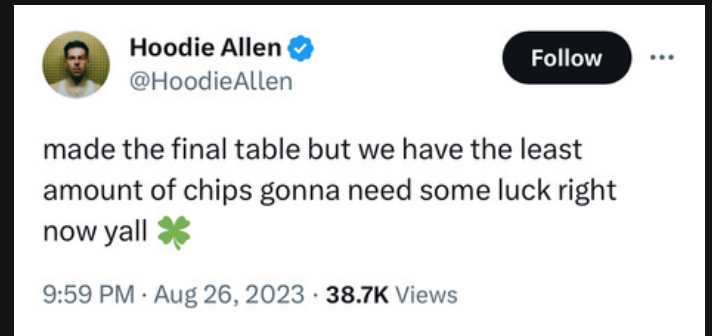 Hoodie Allen
Follow
@HoodieAllen
made the final table but we have the least
amount of chips gonna need some luck right
now yall 🍀
9:59 PM · Aug 26, 2023 · 38.7K Views